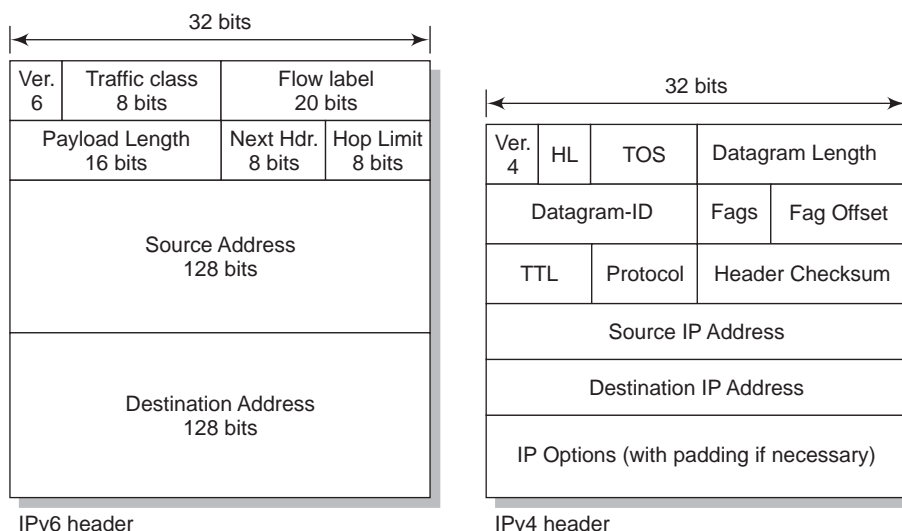 32 bits
Ver.
6
Traffic class
8 bits
Flow label
20 bits
Payload Length
16 bits
Next Hdr.
8 bits
Hop Limit
8 bits
Source Address
128 bits
Destination Address
128 bits
IPv6 header
32 bits
Ver.
4
HL
TOS
Datagram Length
Datagram-ID
Fags
Fag Offset
TTL
Protocol
Header Checksum
Source IP Address
Destination IP Address
IP Options (with padding if necessary)
IPv4 header